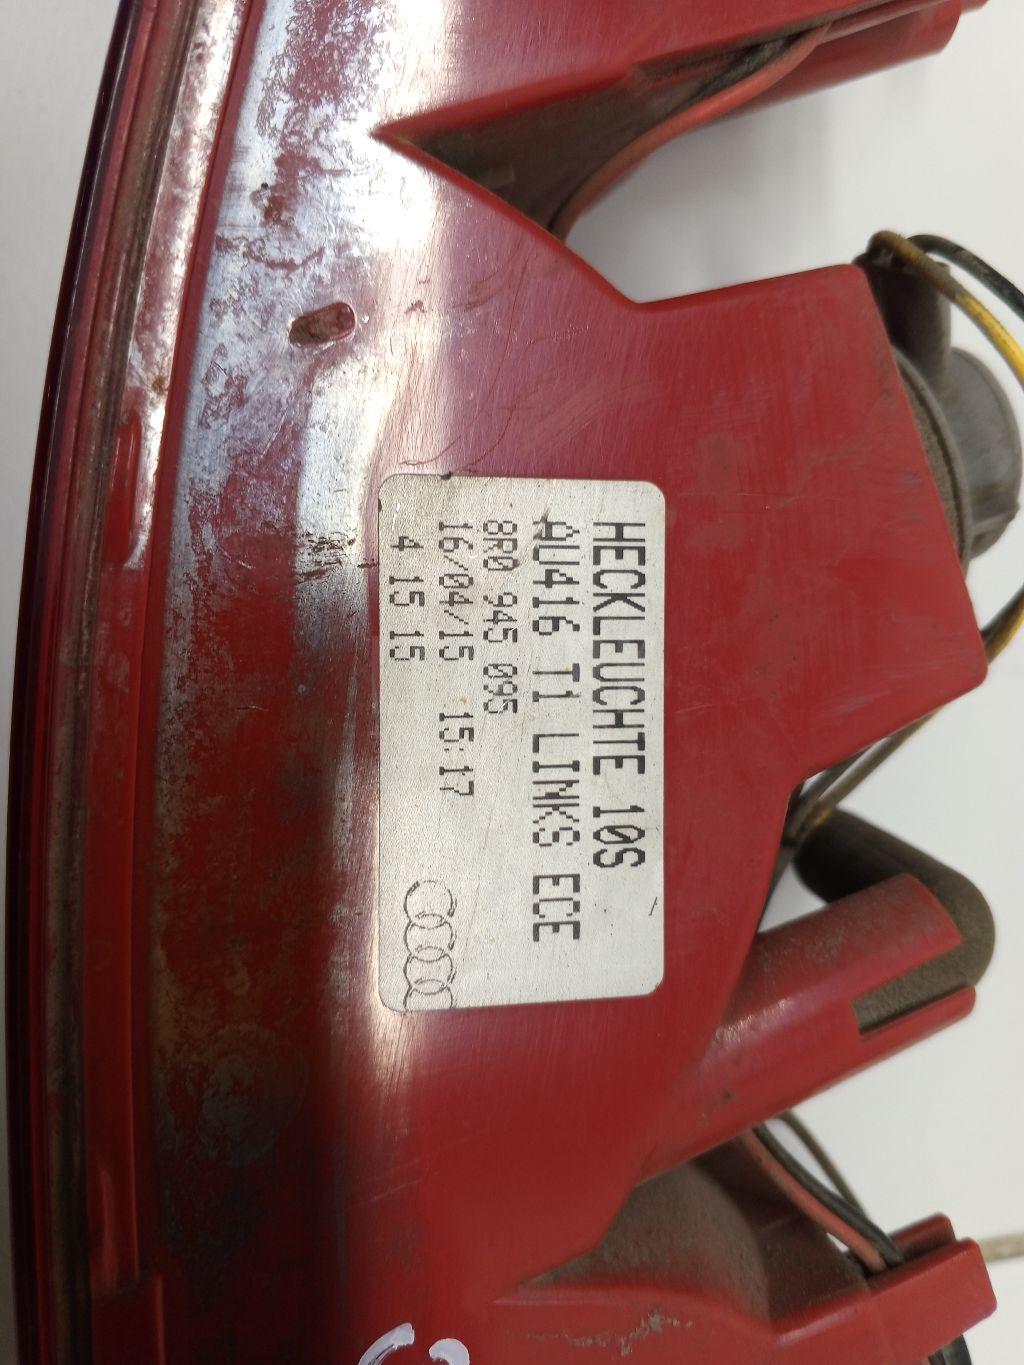 HECKLEUCHTE 10S
AU416 T1 LINKS ECE
8R0 945 095
16/04/15 15:17
4 15 15